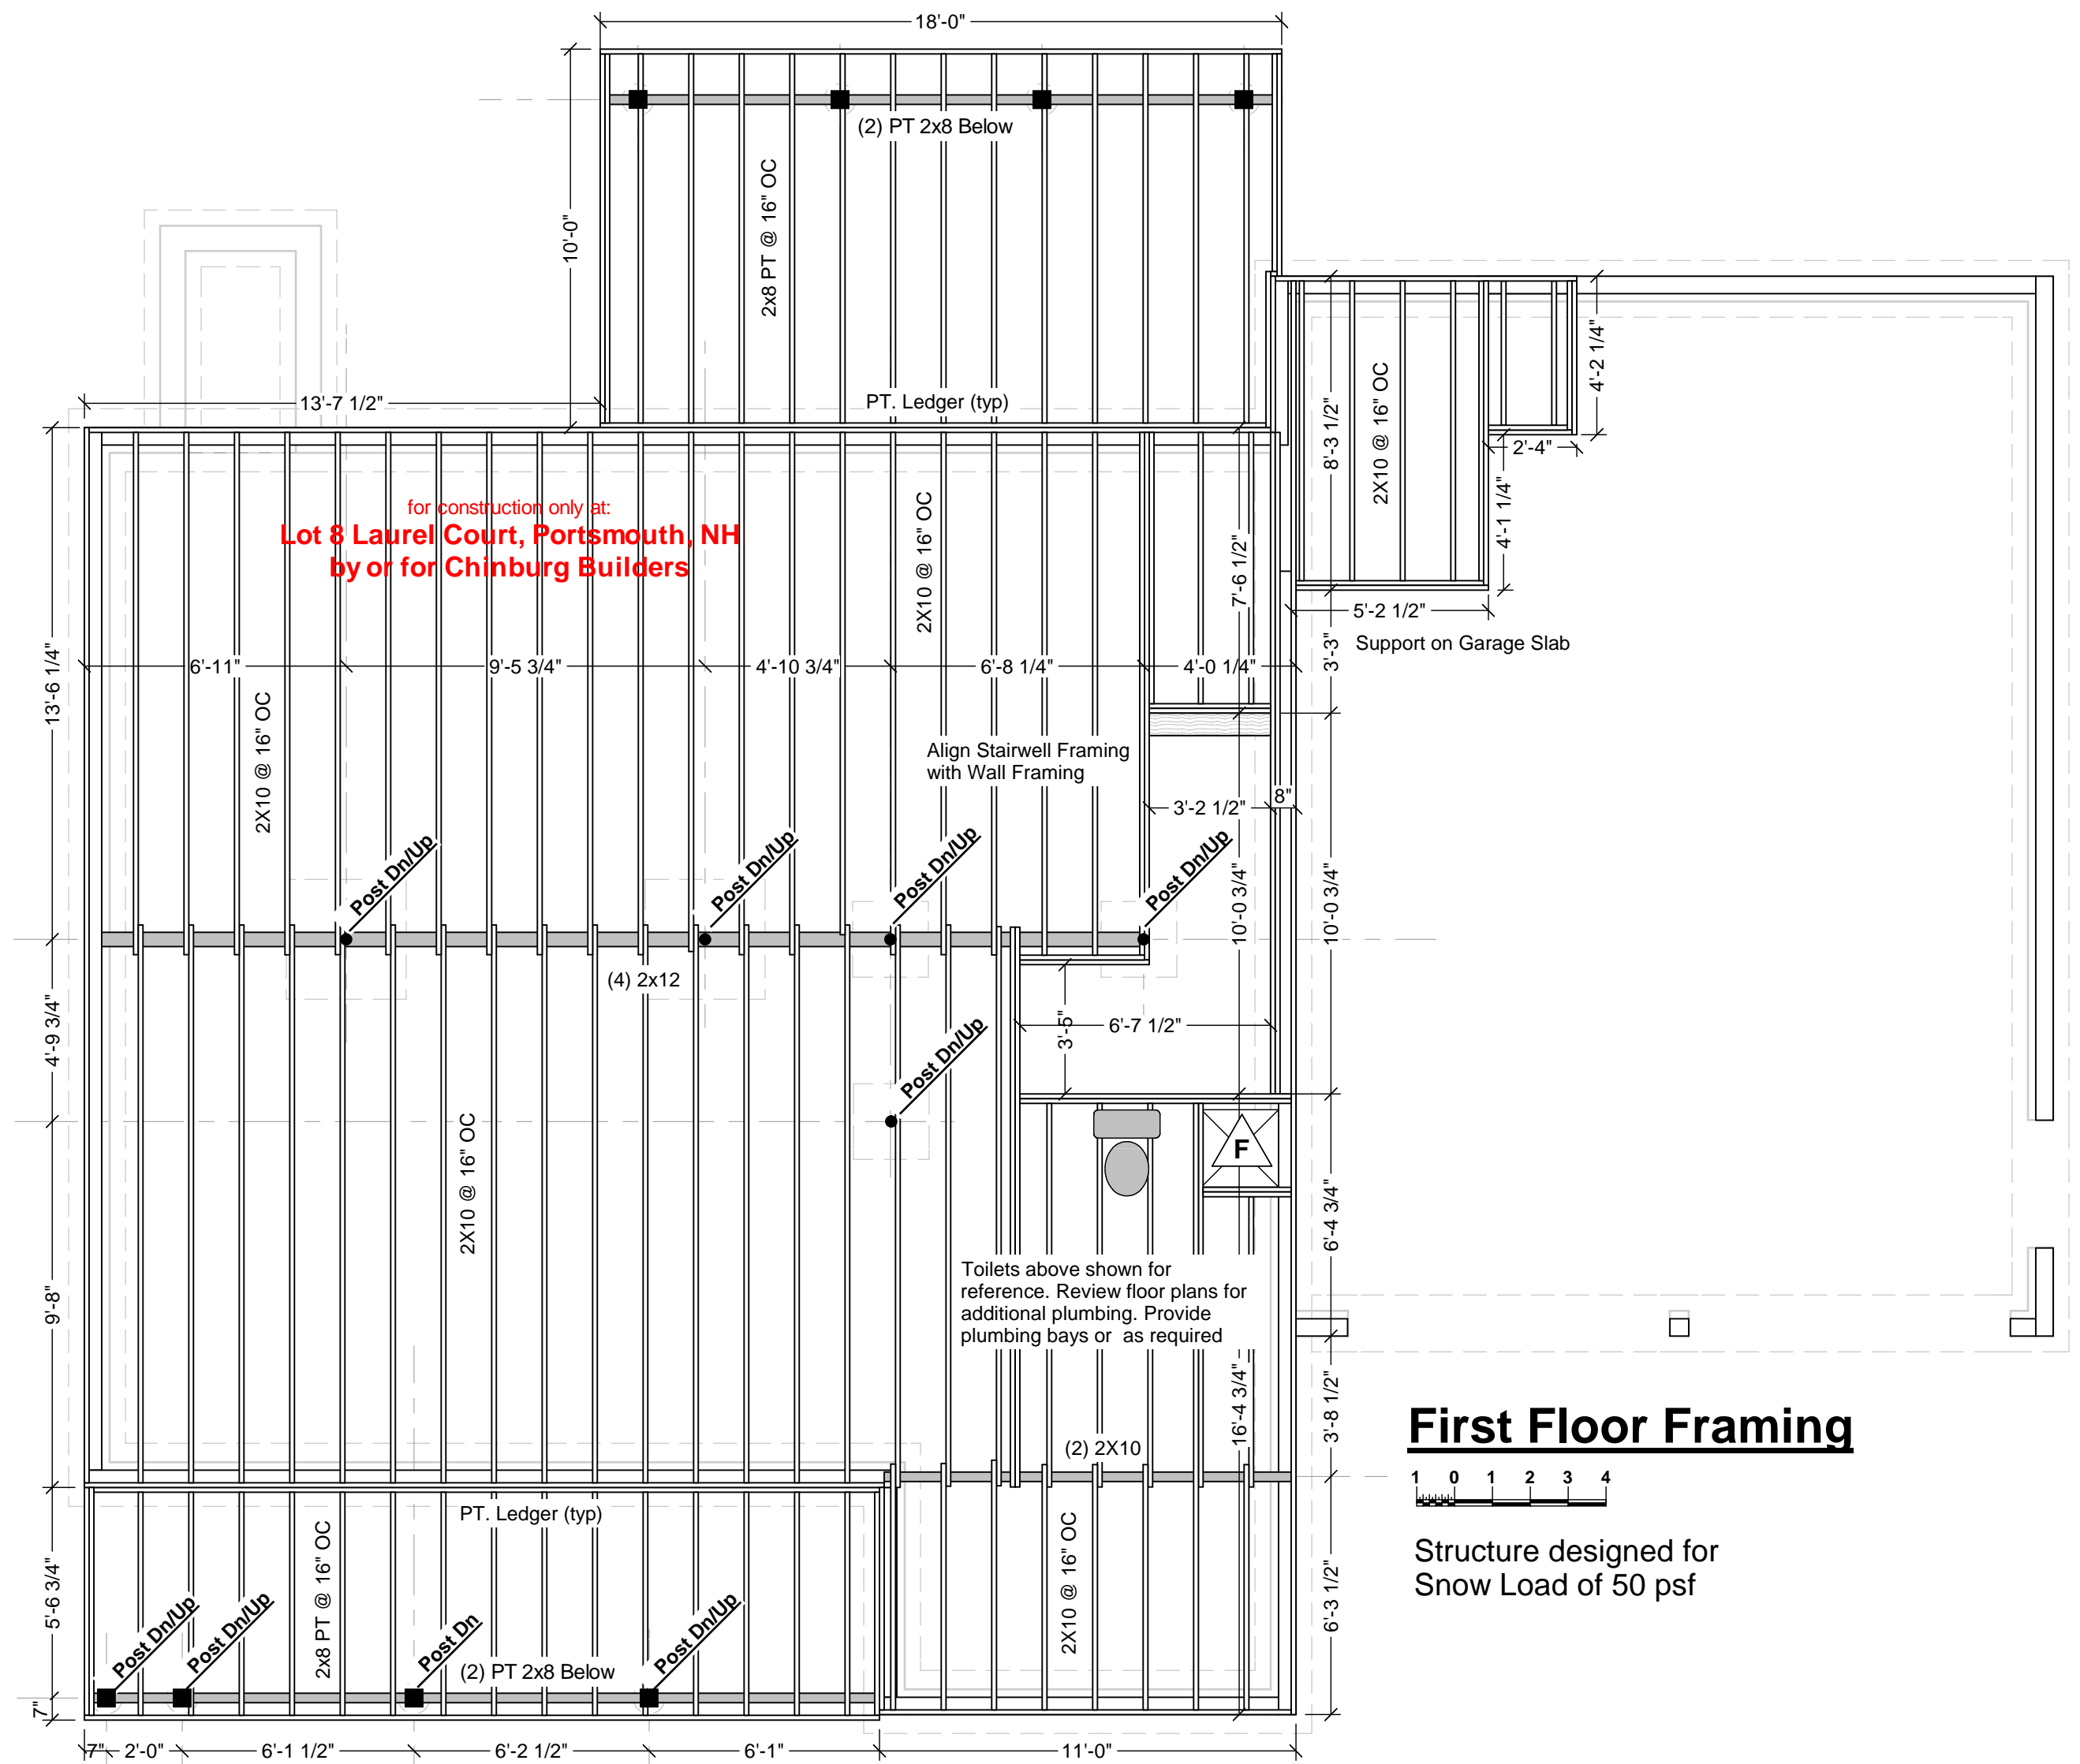 18'-0"
(2) PT 2x8 Below
2x8 PT @ 16" OC
10'-0"
PT. Ledger (typ)
13'-7 1/2"
8'-3 1/2"
2X10 @ 16" OC
4'-2 1/4"
2'-4"
4'-1 1/4"
5'-2 1/2"
Support on Garage Slab
for construction only at:
Lot 8 Laurel Court, Portsmouth, NH
by or for Chinburg Builders
2X10 @ 16" OC
7'-6 1/2"
3'-3"
13'-6 1/4"
6'-11"
9'-5 3/4"
4'-10 3/4"
6'-8 1/4"
4'-0 1/4"
2X10 @ 16" OC
Align Stairwell Framing
with Wall Framing
3'-2 1/2"
8"
Post Dn/Up
Post Dn/Up
Post Dn/Up
Post Dn/Up
10'-0 3/4"
10'-0 3/4"
(4) 2x12
4'-9 3/4"
3'-5"
6'-7 1/2"
Post Dn/Up
2X10 @ 16" OC
F
6'-4 3/4"
9'-8"
Toilets above shown for
reference. Review floor plans for
additional plumbing. Provide
plumbing bays or as required
16'-4 3/4"
3'-8 1/2"
(2) 2X10
First Floor Framing
1 0 1 2 3 4
Structure designed for
Snow Load of 50 psf
PT. Ledger (typ)
2x8 PT @ 16" OC
2X10 @ 16" OC
5'-6 3/4"
6'-3 1/2"
Post Dn/Up
Post Dn/Up
Post Dn
Post Dn/Up
(2) PT 2x8 Below
7"
7"
2'-0"
6'-1 1/2"
6'-2 1/2"
6'-1"
11'-0"